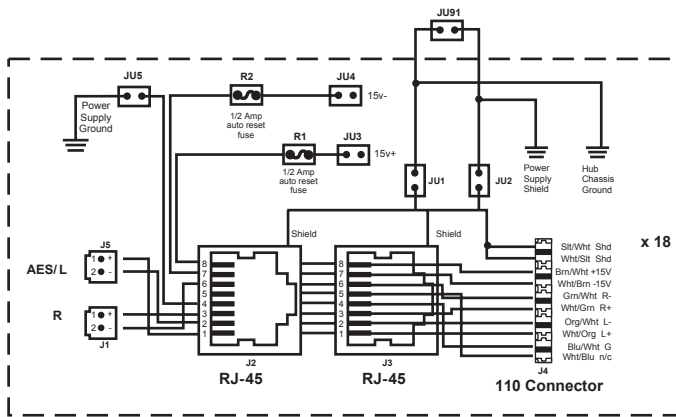 JU91
JU5
R2
JU4
15v-
Power
Supply
Ground
1/2 Amp
auto reset
fuse
R1
JU3
15v+
1/2 Amp
auto reset
fuse
JU1
JU2
Power
Supply
Shield
Hub
Chassis
Ground
Shield
Shield
x 18
J5
1 +
2 -
AES/L
R
1 +
2 -
J1
8
7
6
5
4
3
2
1
J2
RJ-45
8
7
6
5
4
3
2
1
J3
RJ-45
Slt/Wht Shd
Wht/Slt Shd
Brn/Wht +15V
Wht/Brn -15V
Grn/Wht R-
Wht/Grn R+
Org/Wht L-
Wht/Org L+
Blu/Wht G
Wht/Blu n/c
J4
110 Connector